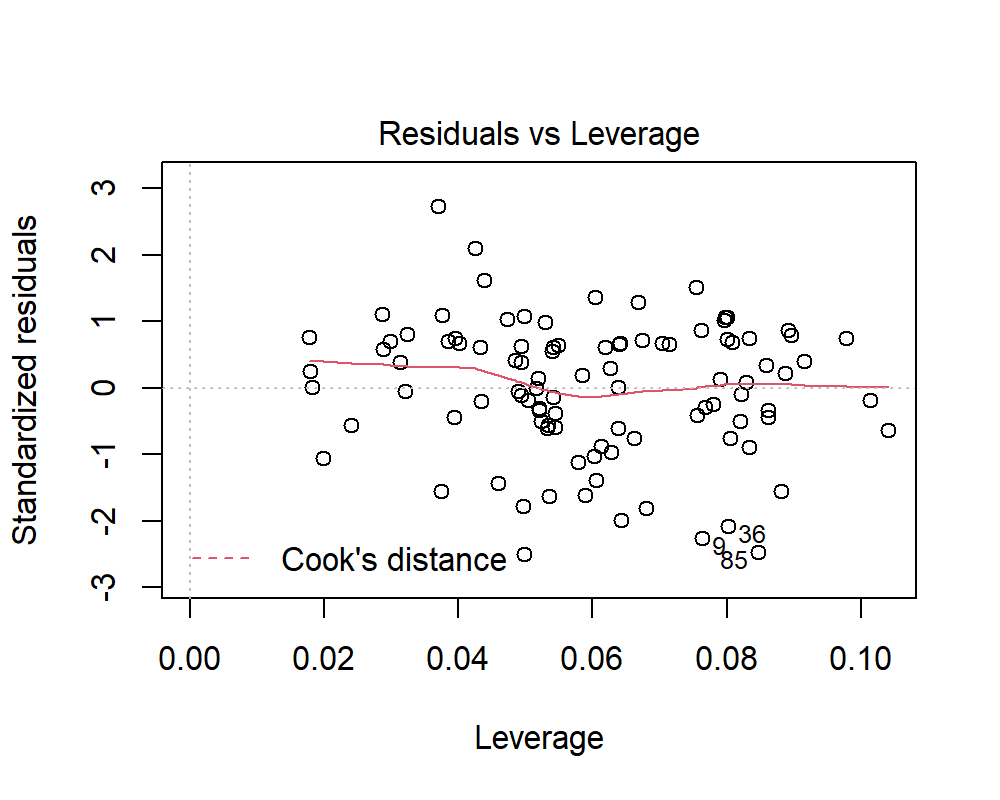 Residuals vs Leverage
Standardized residuals
3
2
1
0
-1
-2
-3
36
9
85
Cook's distance
0.00 0.02 0.04 0.06 0.08 0.10
Leverage